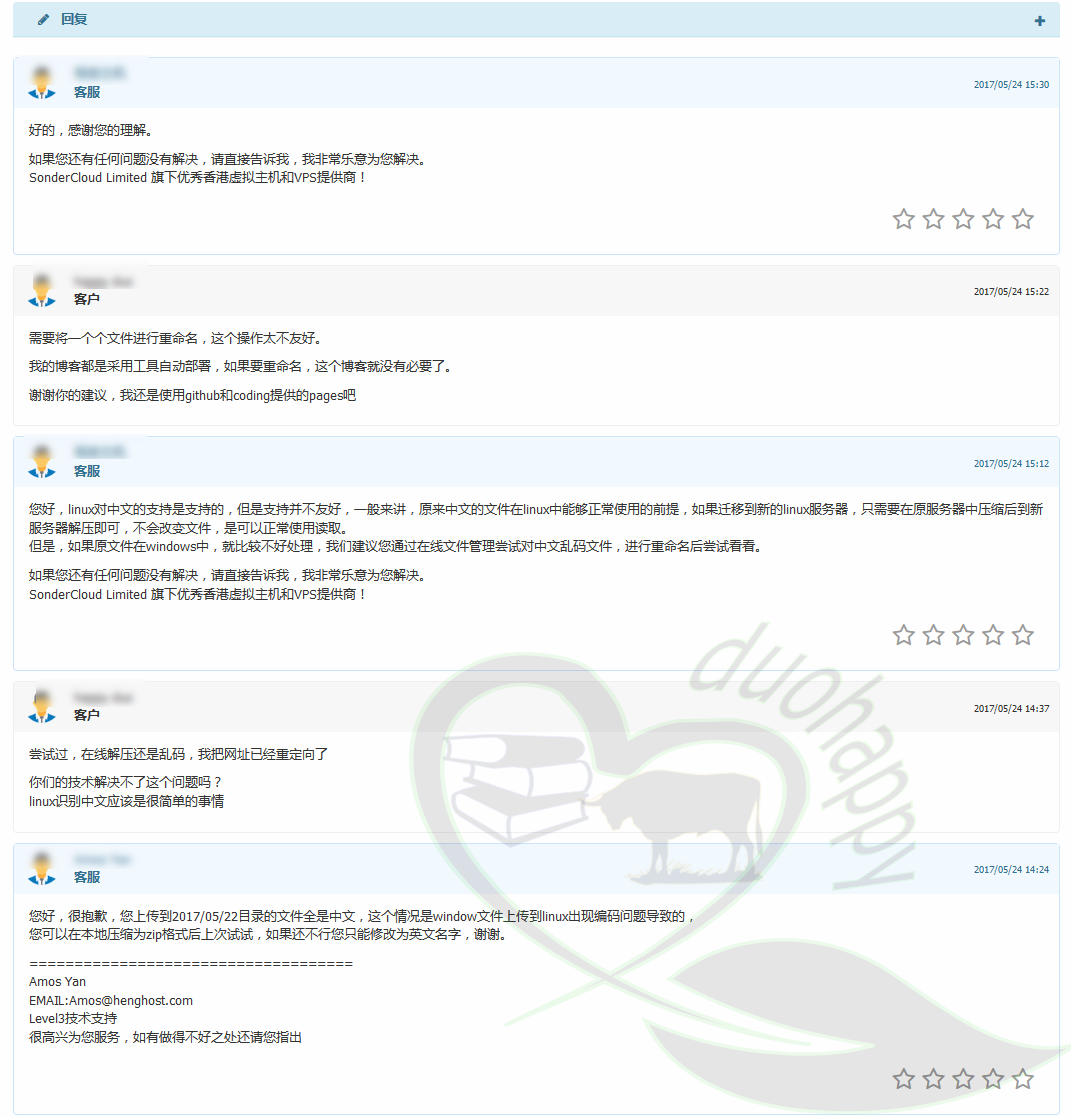 回复
客服
2017/05/24 15:30
好的，感谢您的理解。
如果您还有任何问题没有解决，请直接告诉我，我非常乐意为您解决。
SonderCloud Limited 旗下优秀香港虚拟主机和VPS提供商！
客户
2017/05/24 15:22
需要将一个个文件进行重命名，这个操作太不友好。
我的博客都是采用工具自动部署，如果要重命名，这个博客就没有必要了。
谢谢你的建议，我还是使用github和coding提供的pages吧
客服
2017/05/24 15:12
您好，linux对中文的支持是支持的，但是支持并不友好，一般来讲，原来中文的文件在linux中能够正常使用的前提，如果迁移到新的linux服务器，只需要在原服务器中压缩后到新
服务器解压即可，不会改变文件，是可以正常使用读取。
但是，如果原文件在windows中，就比较不好处理，我们建议您通过在线文件管理尝试对中文乱码文件，进行重命名后尝试看看。
如果您还有任何问题没有解决，请直接告诉我，我非常乐意为您解决。
SonderCloud Limited 旗下优秀香港虚拟主机和VPS提供商！
duohappy
客户
2017/05/24 14:37
尝试过，在线解压还是乱码，我把网址已经重定向了
你们的技术解决不了这个问题吗？
linux识别中文应该是很简单的事情
客服
2017/05/24 14:24
您好，很抱歉，您上传到2017/05/22目录的文件全是中文，这个情况是window文件上传到linux出现编码问题导致的，
您可以在本地压缩为zip格式后上次试试，如果还不行您只能修改为英文名字，谢谢。
====================================
Amos Yan
EMAIL:Amos@henghost.com
Level3技术支持
很高兴为您服务，如有做得不好之处还请您指出